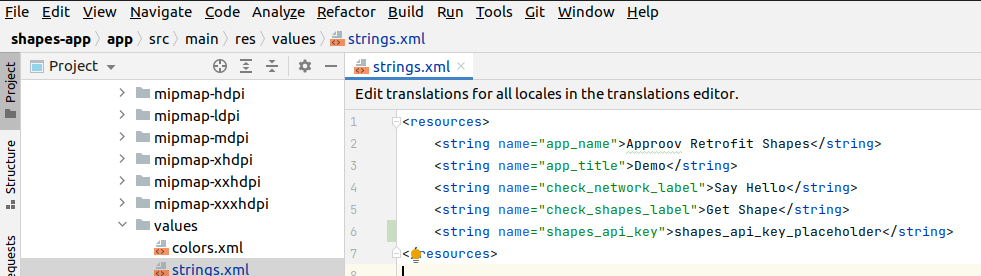 File Edit View Navigate Code Analyze Refactor Build Run Tools Git Window Help
shapes-app app src main res values strings.xml
Project
strings.xml
Edit translations for all locales in the translations editor.
Project
Structure
equests
mipmap-hdpi
mipmap-ldpi
mipmap-mdpi
mipmap-xhdpi
mipmap-xxhdpi
mipmap-xxxhdpi
values
colors.xml
strings.xml
1 <resources>
2 <string name="app_name">Approov Retrofit Shapes</string>
3 <string name="app_title">Demo</string>
4 <string name="check_network_label">Say Hello</string>
5 <string name="check_shapes_label">Get Shape</string>
6 <string name="shapes_api_key">shapes_api_key_placeholder</string>
7 </resources>
8